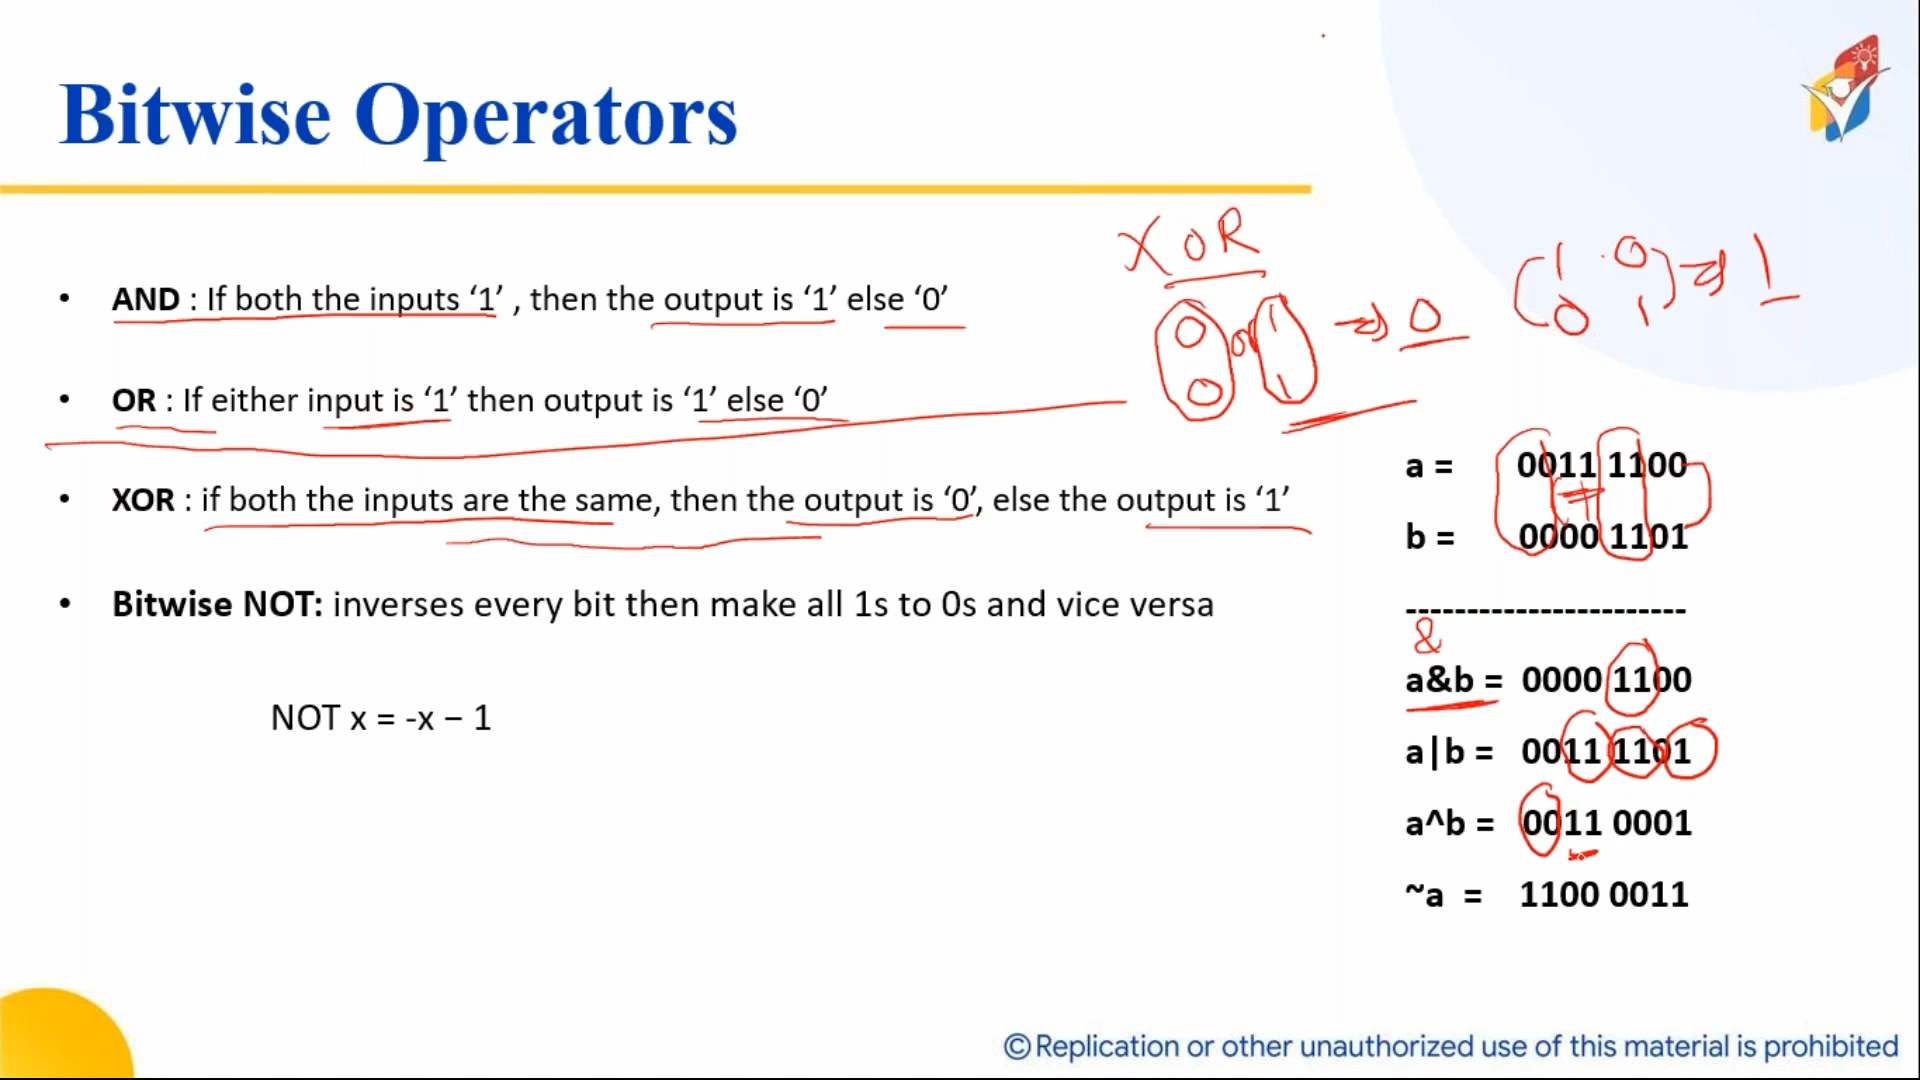 Bitwise Operators
XOR
0 or 1 ⇒ 0
0 1
1 0 ⇒ 1
0 1
• AND : If both the inputs ‘1’ , then the output is ‘1’ else ‘0’
• OR : If either input is ‘1’ then output is ‘1’ else ‘0’
• XOR : if both the inputs are the same, then the output is ‘0’, else the output is ‘1’
• Bitwise NOT: inverses every bit then make all 1s to 0s and vice versa
NOT x = -x – 1
a = 0011 1100
b = 0000 1101
-----------------------
&
a&b = 0000 1100
a|b = 0011 1101
a^b = 0011 0001
~a = 1100 0011
© Replication or other unauthorized use of this material is prohibited